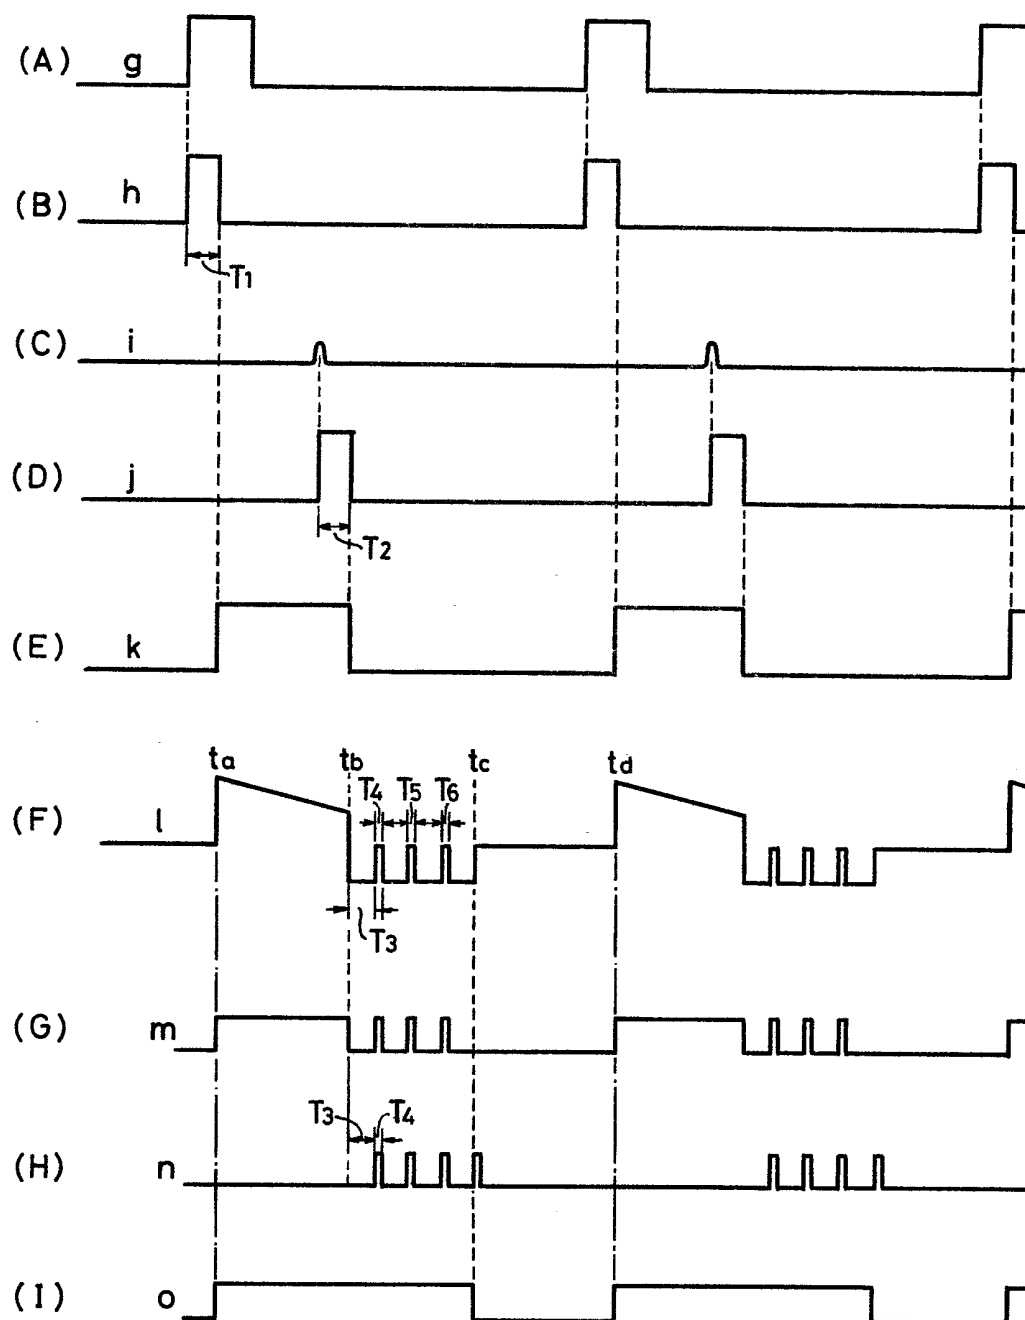 (A) g
(B) h
T1
(C) i
(D) j
T2
(E) k
ta tb tc td
T4 T5 T6
(F) l
T3
(G) m
T3 T4
(H) n
(I) o